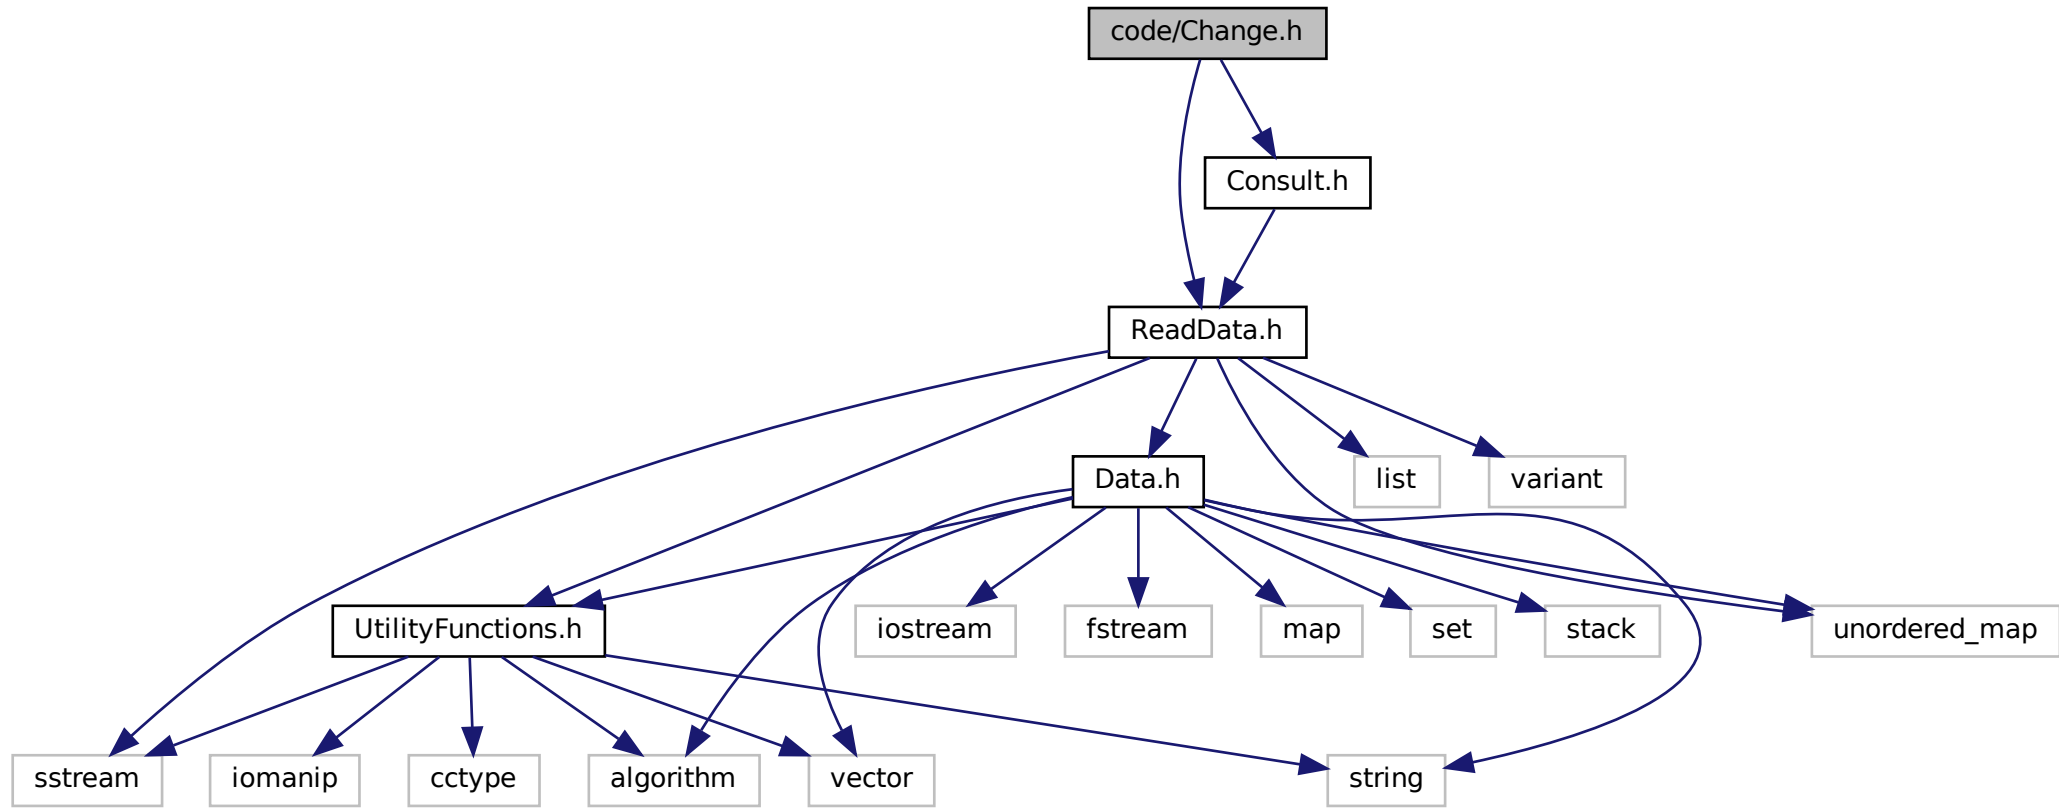 code/Change.h
Consult.h
ReadData.h
Data.h
list
variant
UtilityFunctions.h
iostream
fstream
map
set
stack
unordered_map
sstream
iomanip
cctype
algorithm
vector
string